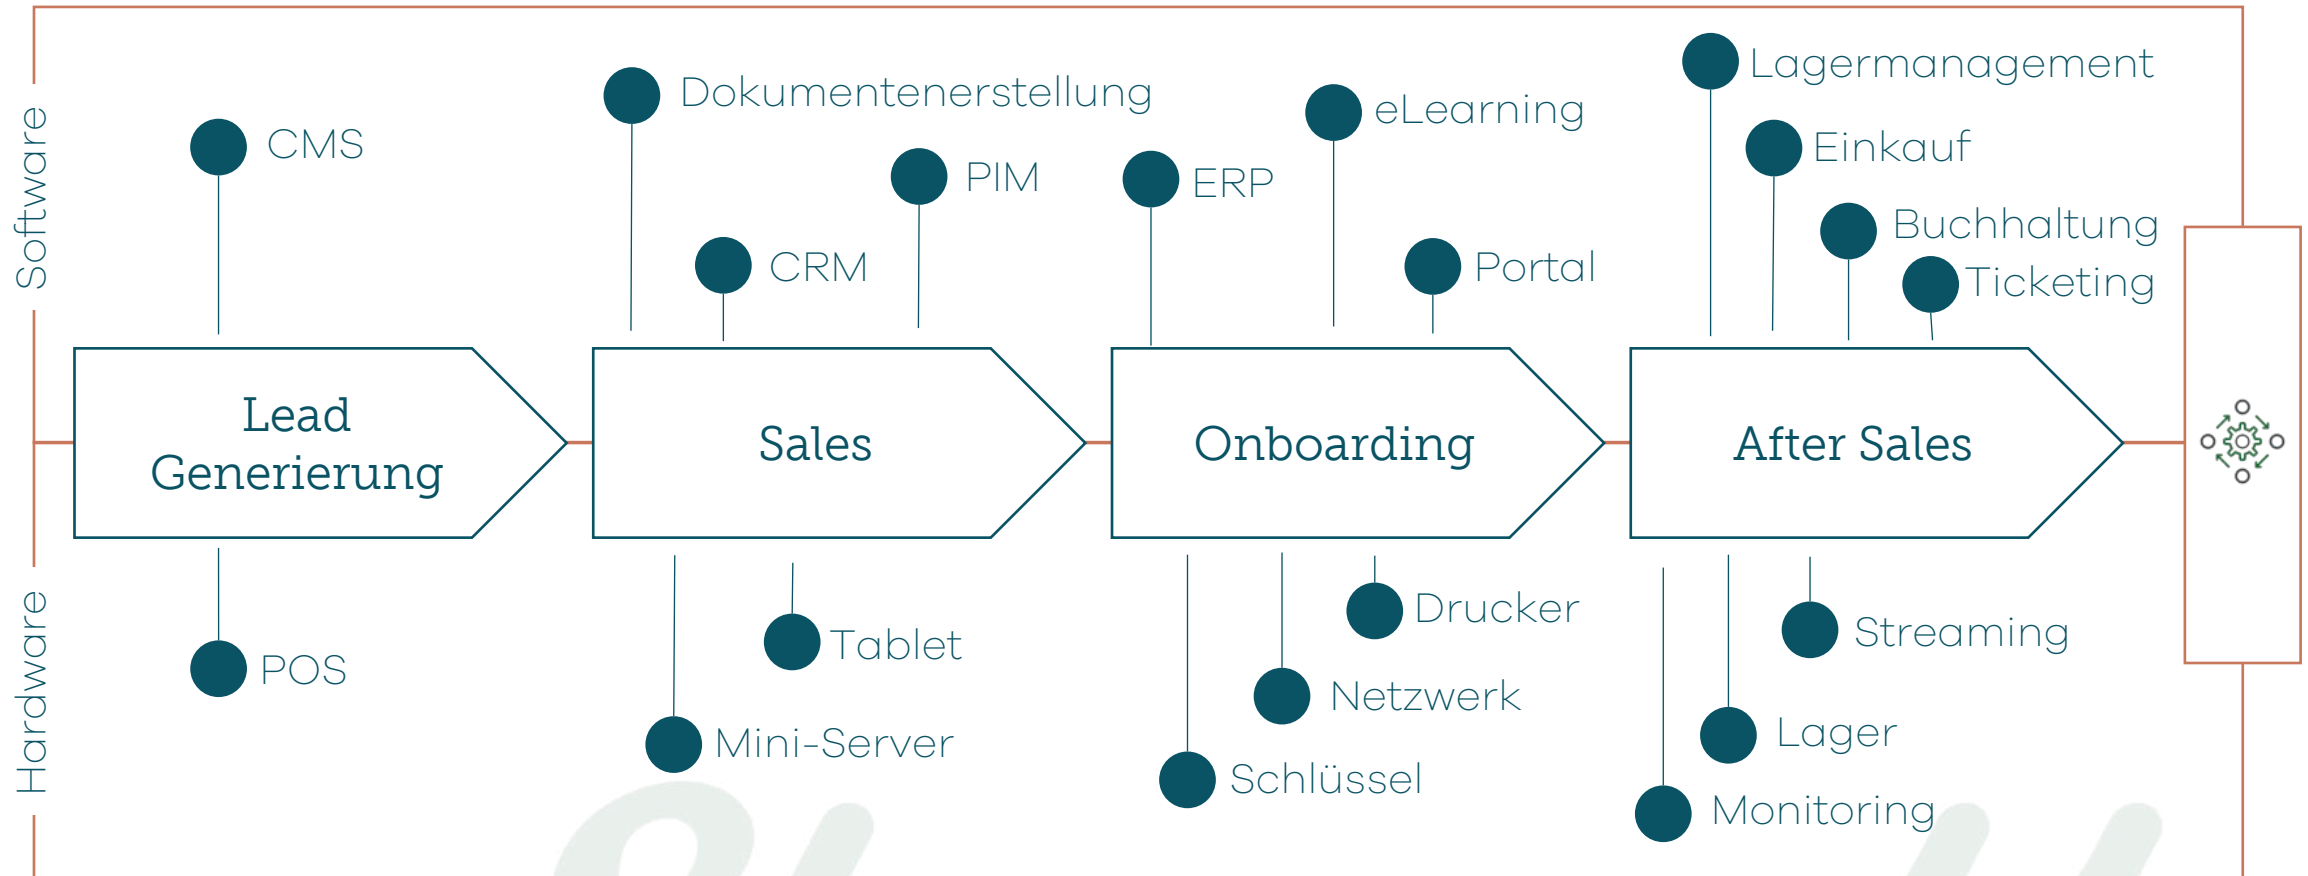 Software
CMS
Dokumentenerstellung
CRM
PIM
ERP
eLearning
Portal
Lagermanagement
Einkauf
Buchhaltung
Ticketing
Lead
Generierung
Sales
Onboarding
After Sales
Hardware
POS
Tablet
Mini-Server
Drucker
Netzwerk
Schlüssel
Streaming
Lager
Monitoring